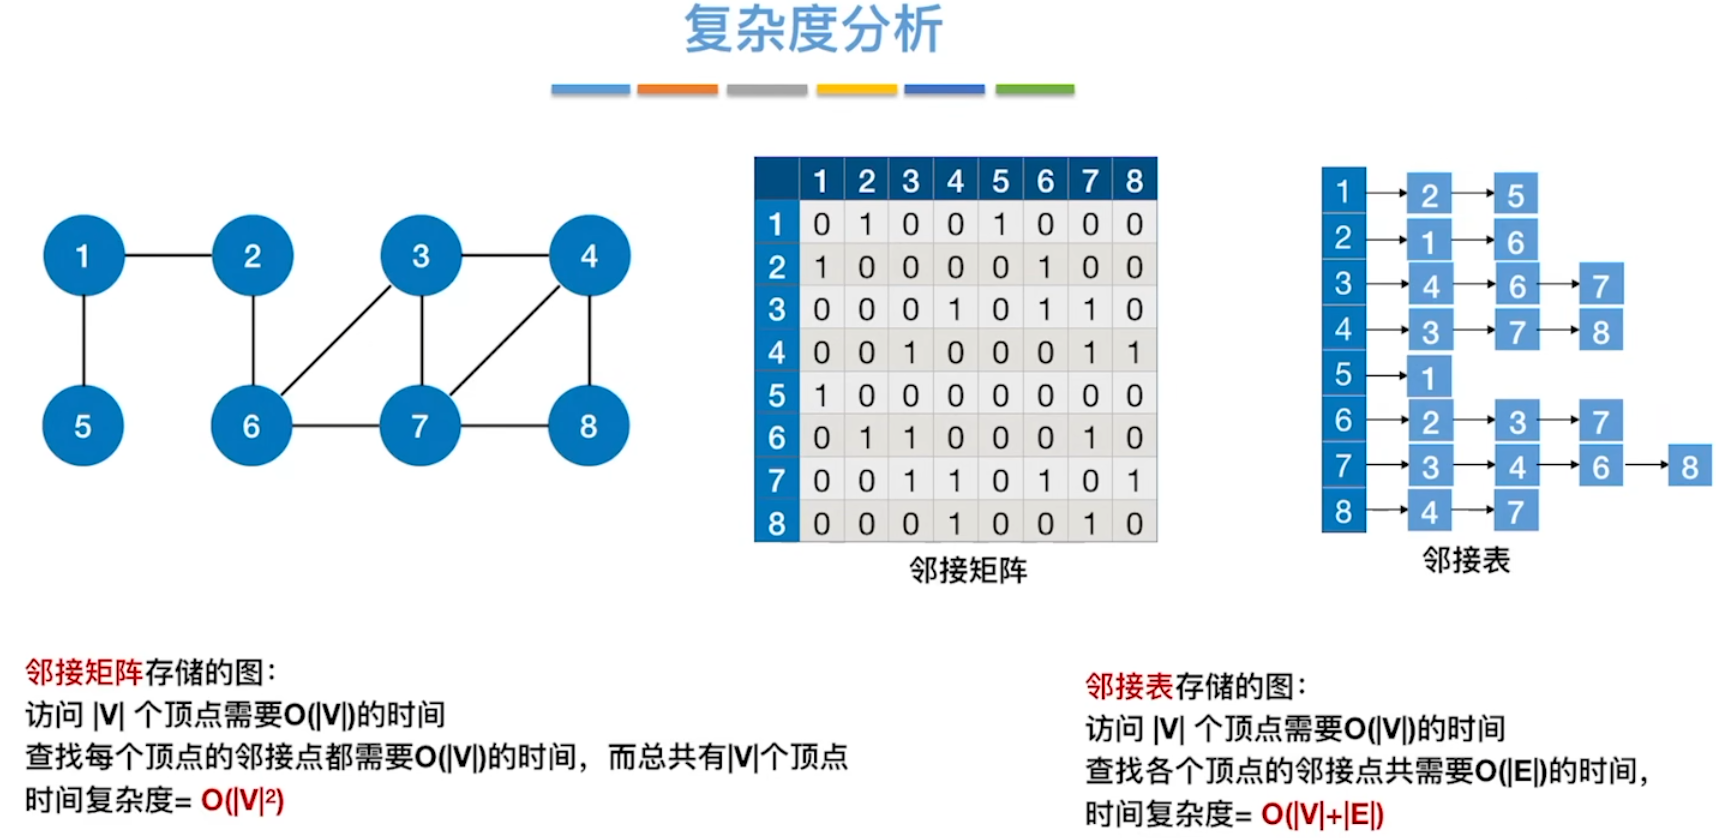 复杂度分析
1 2 3 4
5 6 7 8
1 2 3 4 5 6 7 8
1 0 1 0 0 1 0 0 0
2 1 0 0 0 0 1 0 0
3 0 0 0 1 0 1 1 0
4 0 0 1 0 0 0 1 1
5 1 0 0 0 0 0 0 0
6 0 1 1 0 0 0 1 0
7 0 0 1 1 0 1 0 1
8 0 0 0 1 0 0 1 0
邻接矩阵
1 2 5
2 1 6
3 4 6 7
4 3 7 8
5 1
6 2 3 7
7 3 4 6 8
8 4 7
邻接表
邻接矩阵存储的图：
访问 |V| 个顶点需要O(|V|)的时间
查找每个顶点的邻接点都需要O(|V|)的时间，而总共有|V|个顶点
时间复杂度= O(|V|²)
邻接表存储的图：
访问 |V| 个顶点需要O(|V|)的时间
查找各个顶点的邻接点共需要O(|E|)的时间，
时间复杂度= O(|V|+|E|)